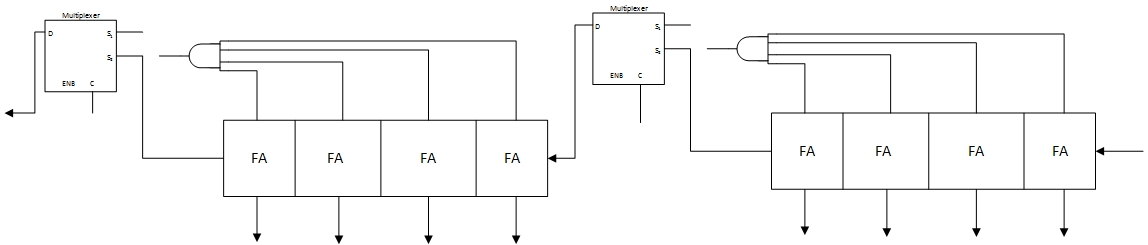 Multiplexer
D S₁
S₂
ENB C
FA FA FA FA
Multiplexer
D S₁
S₂
ENB C
FA FA FA FA